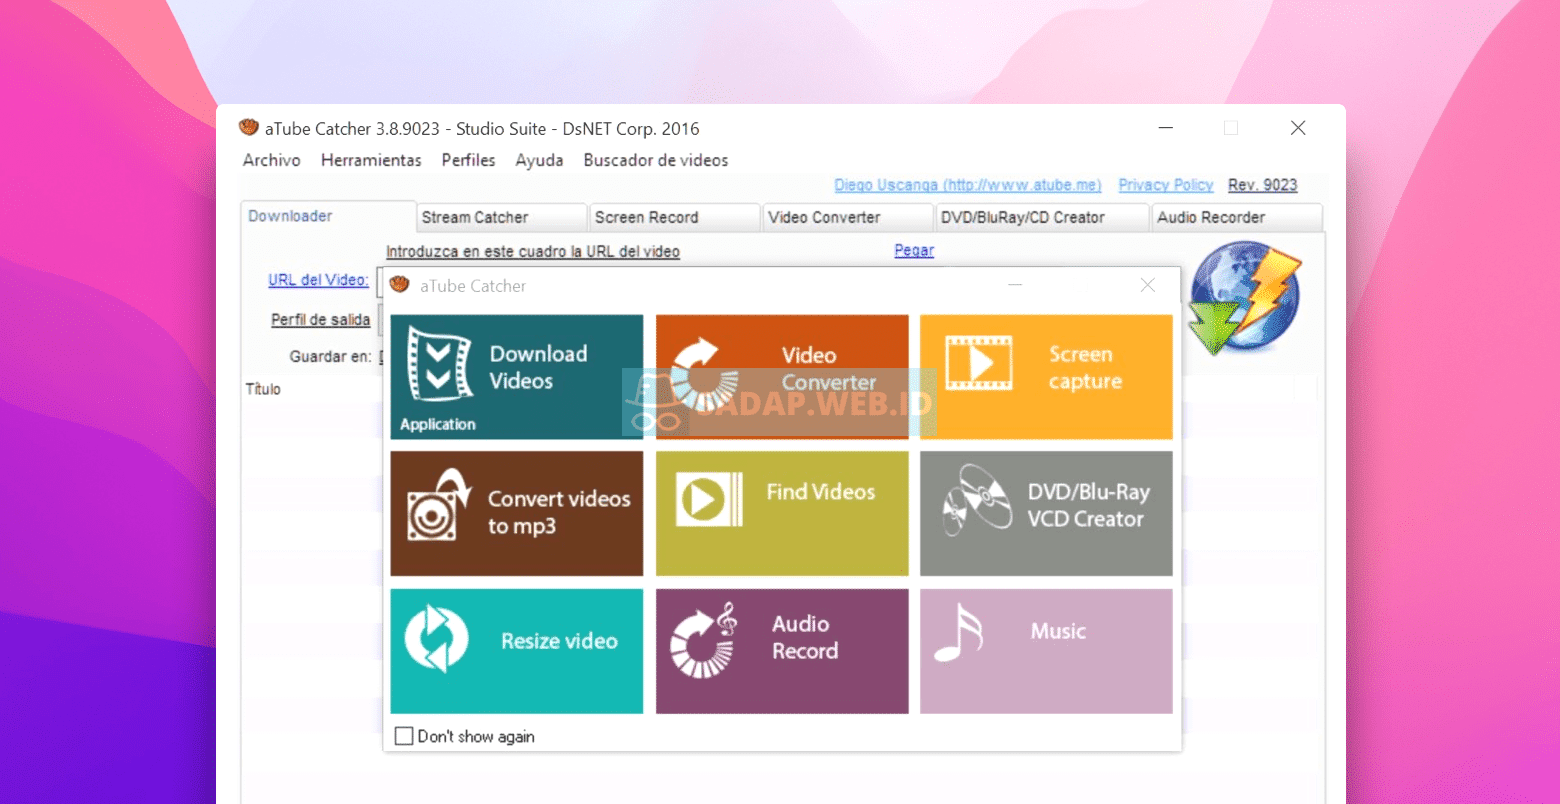 aTube Catcher 3.8.9023 - Studio Suite - DsNET Corp. 2016
Archivo Herramientas Perfiles Ayuda Buscador de videos
Diego Uscanga (http://www.atube.me) Privacy Policy Rev. 9023
Downloader Stream Catcher Screen Record Video Converter DVD/BluRay/CD Creator Audio Recorder
Introduzca en este cuadro la URL del video Pegar
URL del Video:
aTube Catcher
Perfil de salida
Guardar en:
Título
Download
Videos
Application
Video
Converter
Screen
capture
SADAP.WEB.ID
Convert videos
to mp3
Find Videos
DVD/Blu-Ray
VCD Creator
Resize video
Audio
Record
Music
Don't show again